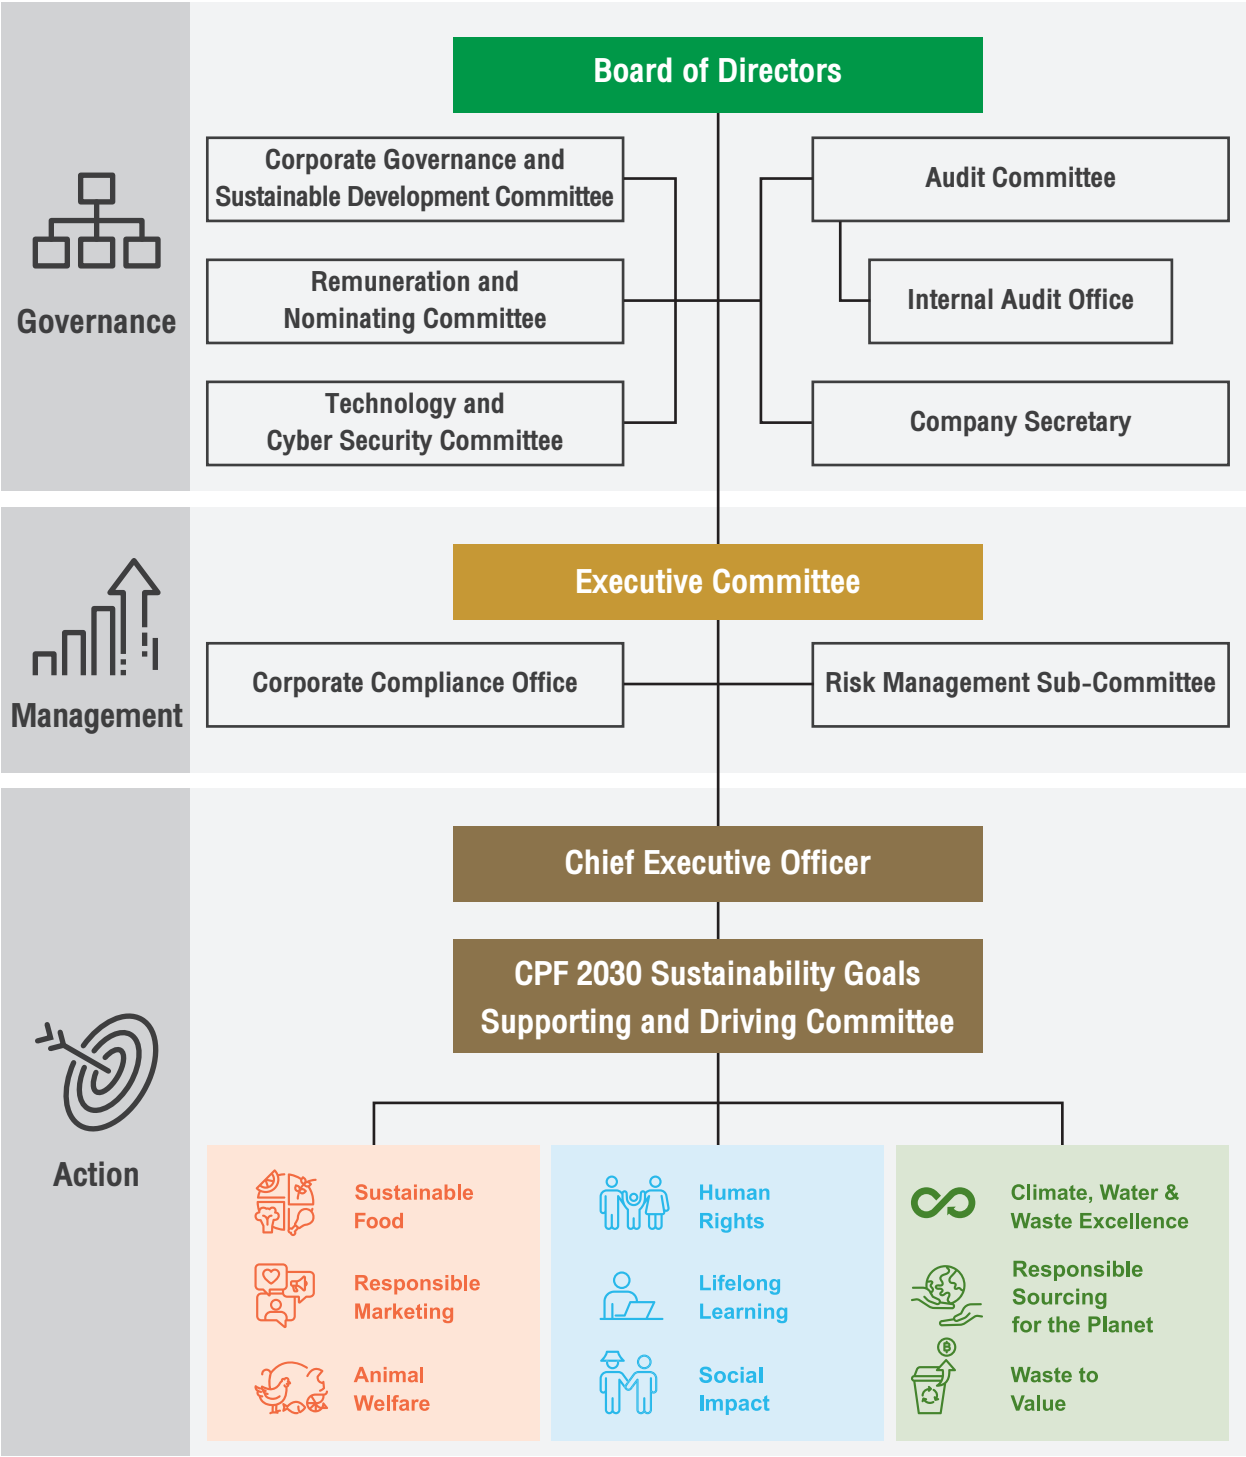 Board of Directors
Corporate Governance and
Sustainable Development Committee
Audit Committee
Remuneration and
Nominating Committee
Internal Audit Office
Governance
Technology and
Cyber Security Committee
Company Secretary
Executive Committee
Corporate Compliance Office
Risk Management Sub-Committee
Management
Chief Executive Officer
CPF 2030 Sustainability Goals
Supporting and Driving Committee
Action
Sustainable
Food
Responsible
Marketing
Animal
Welfare
Human
Rights
Lifelong
Learning
Social
Impact
Climate, Water &
Waste Excellence
Responsible
Sourcing
for the Planet
฿
Waste to
Value